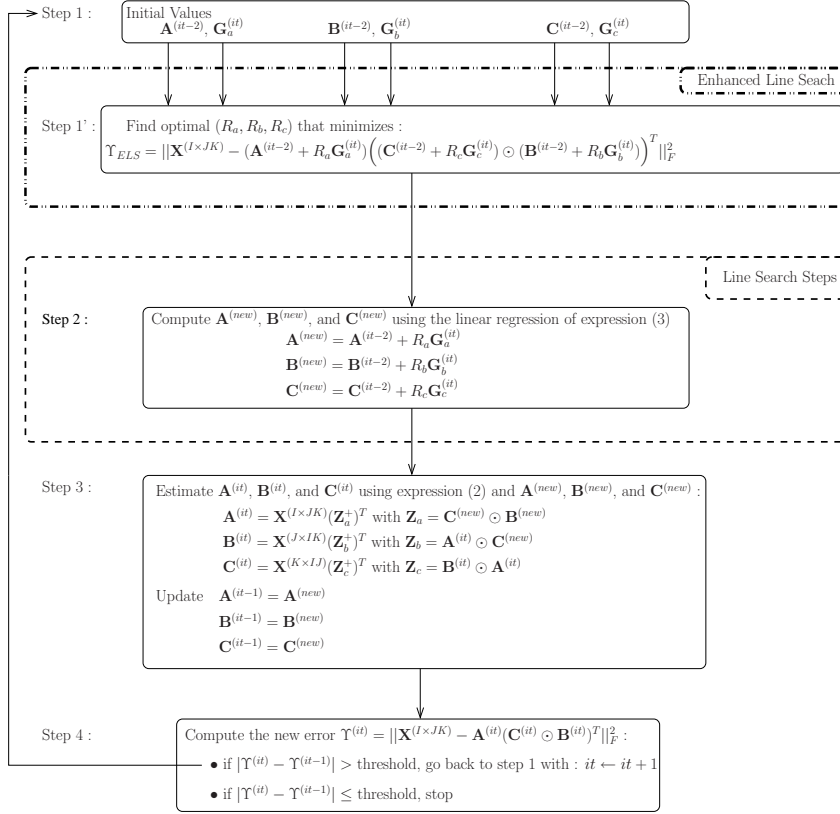 Step 1 :
Initial Values
A^{(it-2)}, G_a^{(it)} B^{(it-2)}, G_b^{(it)} C^{(it-2)}, G_c^{(it)}
Enhanced Line Seach
Step 1' :
Find optimal (R_a, R_b, R_c) that minimizes :
Υ_{ELS} = ||X^{(I×JK)} − (A^{(it-2)} + R_a G_a^{(it)})((C^{(it-2)} + R_c G_c^{(it)}) ⊙ (B^{(it-2)} + R_b G_b^{(it)}))^T||_F^2
Line Search Steps
Step 2 :
Compute A^{(new)}, B^{(new)}, and C^{(new)} using the linear regression of expression (3)
A^{(new)} = A^{(it-2)} + R_a G_a^{(it)}
B^{(new)} = B^{(it-2)} + R_b G_b^{(it)}
C^{(new)} = C^{(it-2)} + R_c G_c^{(it)}
Step 3 :
Estimate A^{(it)}, B^{(it)}, and C^{(it)} using expression (2) and A^{(new)}, B^{(new)}, and C^{(new)} :
A^{(it)} = X^{(I×JK)}(Z_a^+)^T with Z_a = C^{(new)} ⊙ B^{(new)}
B^{(it)} = X^{(J×IK)}(Z_b^+)^T with Z_b = A^{(it)} ⊙ C^{(new)}
C^{(it)} = X^{(K×IJ)}(Z_c^+)^T with Z_c = B^{(it)} ⊙ A^{(it)}
Update A^{(it-1)} = A^{(new)}
B^{(it-1)} = B^{(new)}
C^{(it-1)} = C^{(new)}
Step 4 :
Compute the new error Υ^{(it)} = ||X^{(I×JK)} − A^{(it)}(C^{(it)} ⊙ B^{(it)})^T||_F^2 :
• if |Υ^{(it)} − Υ^{(it-1)}| > threshold, go back to step 1 with : it ← it + 1
• if |Υ^{(it)} − Υ^{(it-1)}| ≤ threshold, stop